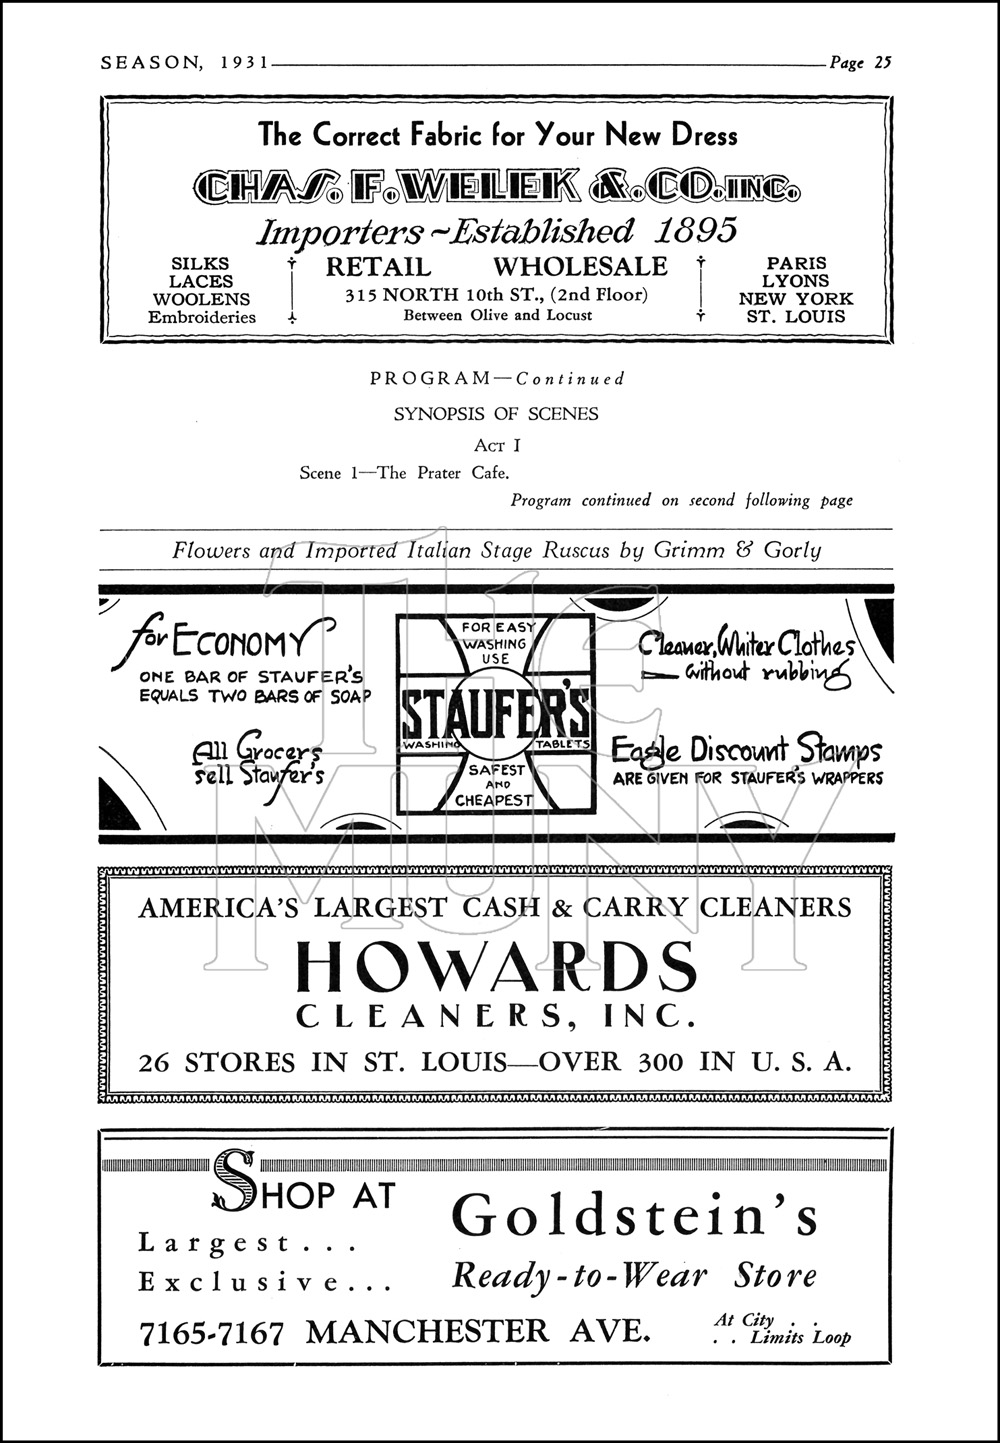 SEASON, 1931 Page 25
The Correct Fabric for Your New Dress
CHAS. F. WELEK & CO. INC.
Importers ~ Established 1895
SILKS
LACES
WOOLENS
Embroideries
RETAIL WHOLESALE
315 NORTH 10th ST., (2nd Floor)
Between Olive and Locust
PARIS
LYONS
NEW YORK
ST. LOUIS
PROGRAM—Continued
SYNOPSIS OF SCENES
ACT I
Scene 1—The Prater Cafe.
Program continued on second following page
Flowers and Imported Italian Stage Ruscus by Grimm & Gorly
for ECONOMY
ONE BAR OF STAUFER'S
EQUALS TWO BARS OF SOAP
All Grocers
sell Staufer's
FOR EASY
WASHING
USE
STAUFER'S
WASHING TABLETS
SAFEST
AND
CHEAPEST
Cleaner, Whiter Clothes
without rubbing
Eagle Discount Stamps
ARE GIVEN FOR STAUFER'S WRAPPERS
The
MUNY
AMERICA'S LARGEST CASH & CARRY CLEANERS
HOWARDS
CLEANERS, INC.
26 STORES IN ST. LOUIS—OVER 300 IN U. S. A.
SHOP AT
Largest...
Exclusive...
Goldstein's
Ready-to-Wear Store
7165-7167 MANCHESTER AVE.
At City . .
. . Limits Loop